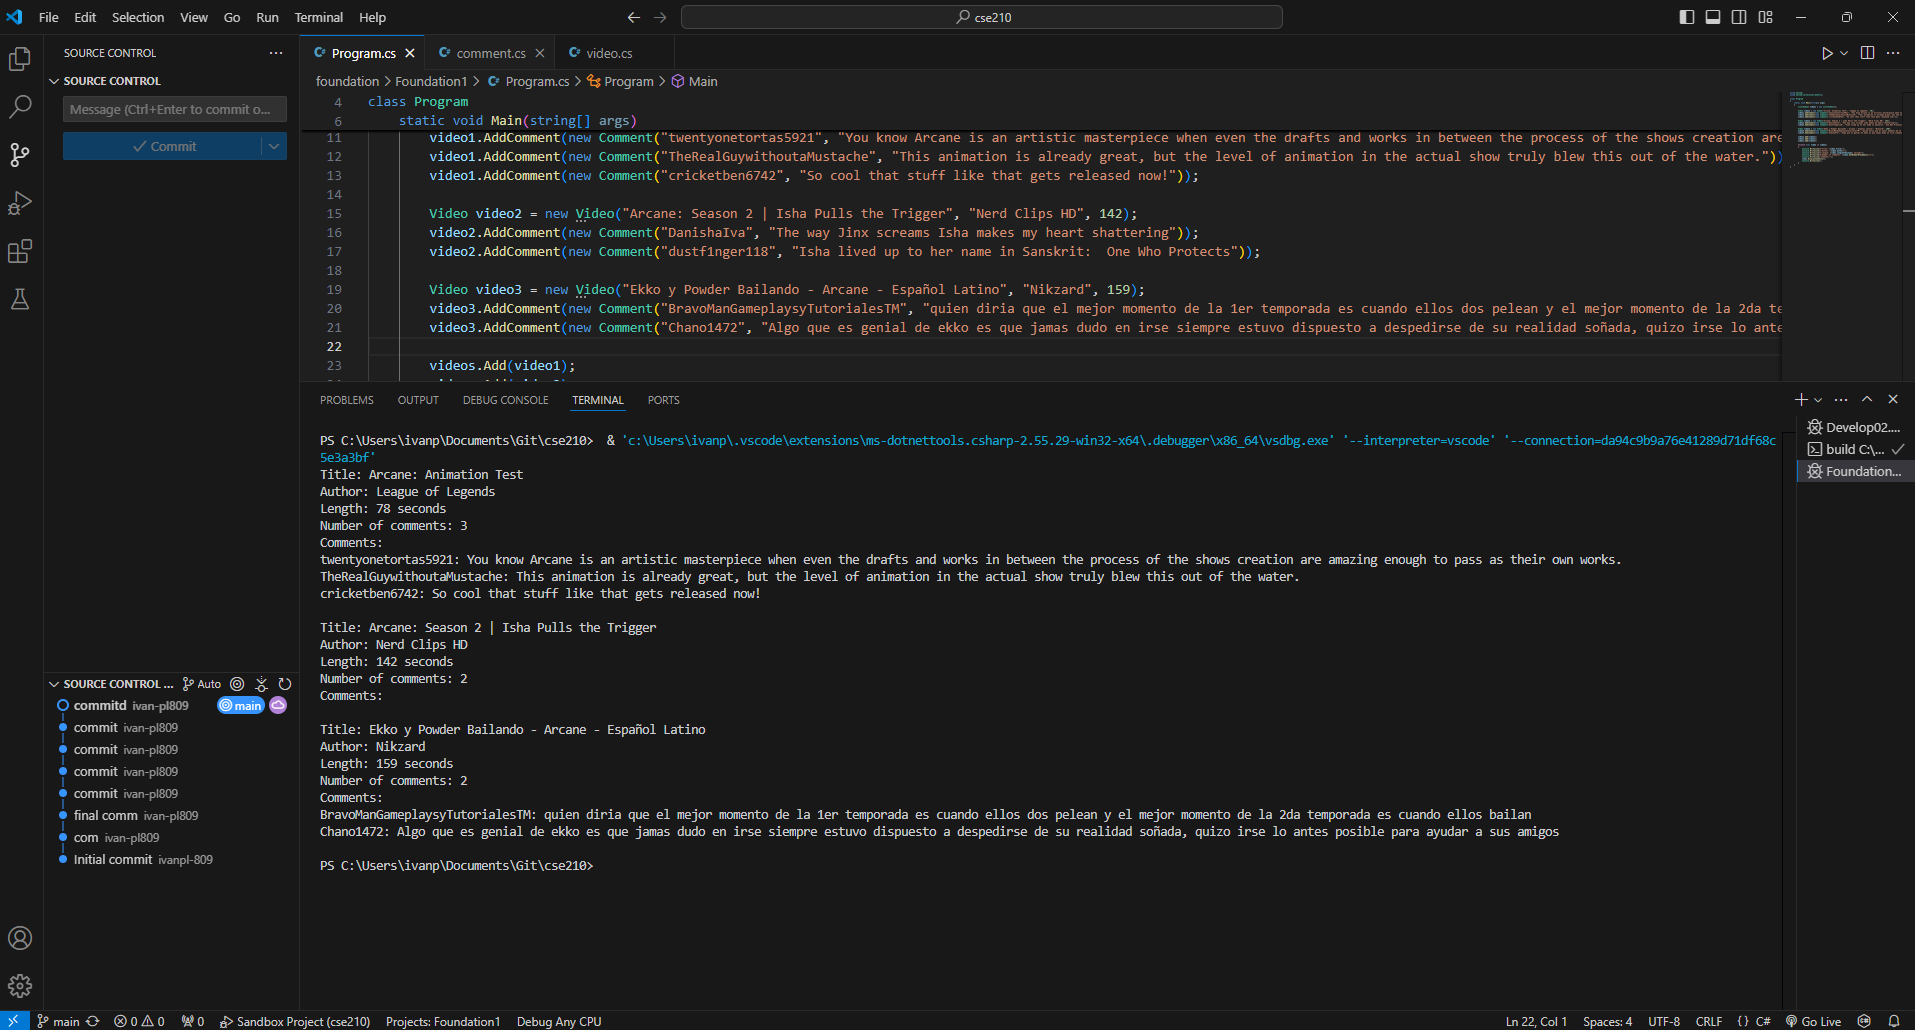 File Edit Selection View Go Run Terminal Help
cse210
SOURCE CONTROL
SOURCE CONTROL
Message (Ctrl+Enter to commit o...
Commit
Program.cs
comment.cs
video.cs
foundation > Foundation1 > Program.cs > Program > Main
4 class Program
6 static void Main(string[] args)
11 video1.AddComment(new Comment("twentyonetortas5921", "You know Arcane is an artistic masterpiece when even the drafts and works in between the process of the shows creation are
12 video1.AddComment(new Comment("TheRealGuywithoutaMustache", "This animation is already great, but the level of animation in the actual show truly blew this out of the water."))
13 video1.AddComment(new Comment("cricketben6742", "So cool that stuff like that gets released now!"));
14
15 Video video2 = new Video("Arcane: Season 2 | Isha Pulls the Trigger", "Nerd Clips HD", 142);
16 video2.AddComment(new Comment("DanishaIva", "The way Jinx screams Isha makes my heart shattering"));
17 video2.AddComment(new Comment("dustf1nger118", "Isha lived up to her name in Sanskrit:  One Who Protects"));
18
19 Video video3 = new Video("Ekko y Powder Bailando - Arcane - Español Latino", "Nikzard", 159);
20 video3.AddComment(new Comment("BravoManGameplaysyTutorialesTM", "quien diria que el mejor momento de la 1er temporada es cuando ellos dos pelean y el mejor momento de la 2da te
21 video3.AddComment(new Comment("Chano1472", "Algo que es genial de ekko es que jamas dudo en irse siempre estuvo dispuesto a despedirse de su realidad soñada, quizo irse lo ante
22
23 videos.Add(video1);
PROBLEMS OUTPUT DEBUG CONSOLE TERMINAL PORTS
PS C:\Users\ivanp\Documents\Git\cse210>  & 'c:\Users\ivanp\.vscode\extensions\ms-dotnettools.csharp-2.55.29-win32-x64\.debugger\x86_64\vsdbg.exe' '--interpreter=vscode' '--connection=da94c9b9a76e41289d71df68c
5e3a3bf'
Title: Arcane: Animation Test
Author: League of Legends
Length: 78 seconds
Number of comments: 3
Comments:
twentyonetortas5921: You know Arcane is an artistic masterpiece when even the drafts and works in between the process of the shows creation are amazing enough to pass as their own works.
TheRealGuywithoutaMustache: This animation is already great, but the level of animation in the actual show truly blew this out of the water.
cricketben6742: So cool that stuff like that gets released now!
Title: Arcane: Season 2 | Isha Pulls the Trigger
Author: Nerd Clips HD
Length: 142 seconds
Number of comments: 2
Comments:
Title: Ekko y Powder Bailando - Arcane - Español Latino
Author: Nikzard
Length: 159 seconds
Number of comments: 2
Comments:
BravoManGameplaysyTutorialesTM: quien diria que el mejor momento de la 1er temporada es cuando ellos dos pelean y el mejor momento de la 2da temporada es cuando ellos bailan
Chano1472: Algo que es genial de ekko es que jamas dudo en irse siempre estuvo dispuesto a despedirse de su realidad soñada, quizo irse lo antes posible para ayudar a sus amigos
PS C:\Users\ivanp\Documents\Git\cse210>
Develop02....
build C:\...
Foundation...
SOURCE CONTROL ... Auto
commitd ivan-pl809 main
commit ivan-pl809
commit ivan-pl809
commit ivan-pl809
commit ivan-pl809
final comm ivan-pl809
com ivan-pl809
Initial commit ivanpl-809
main 0 0 0 Sandbox Project (cse210) Projects: Foundation1 Debug Any CPU Ln 22, Col 1 Spaces: 4 UTF-8 CRLF {} C# Go Live